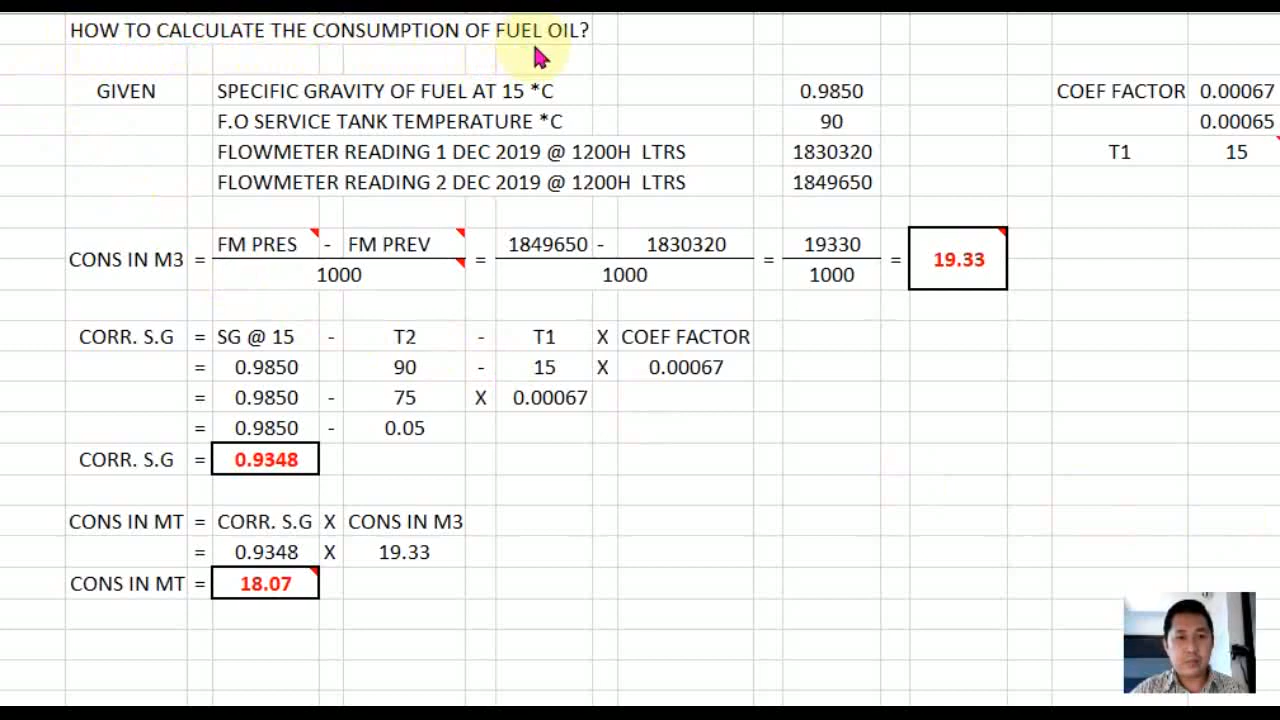 HOW TO CALCULATE THE CONSUMPTION OF FUEL OIL?
GIVEN SPECIFIC GRAVITY OF FUEL AT 15 *C 0.9850 COEF FACTOR 0.00067
F.O SERVICE TANK TEMPERATURE *C 90 0.00065
FLOWMETER READING 1 DEC 2019 @ 1200H LTRS 1830320 T1 15
FLOWMETER READING 2 DEC 2019 @ 1200H LTRS 1849650
FM PRES - FM PREV 1849650 - 1830320 19330
CONS IN M3 = = = = 19.33
1000 1000 1000
CORR. S.G = SG @ 15 - T2 - T1 X COEF FACTOR
= 0.9850 90 - 15 X 0.00067
= 0.9850 - 75 X 0.00067
= 0.9850 - 0.05
CORR. S.G = 0.9348
CONS IN MT = CORR. S.G X CONS IN M3
= 0.9348 X 19.33
CONS IN MT = 18.07